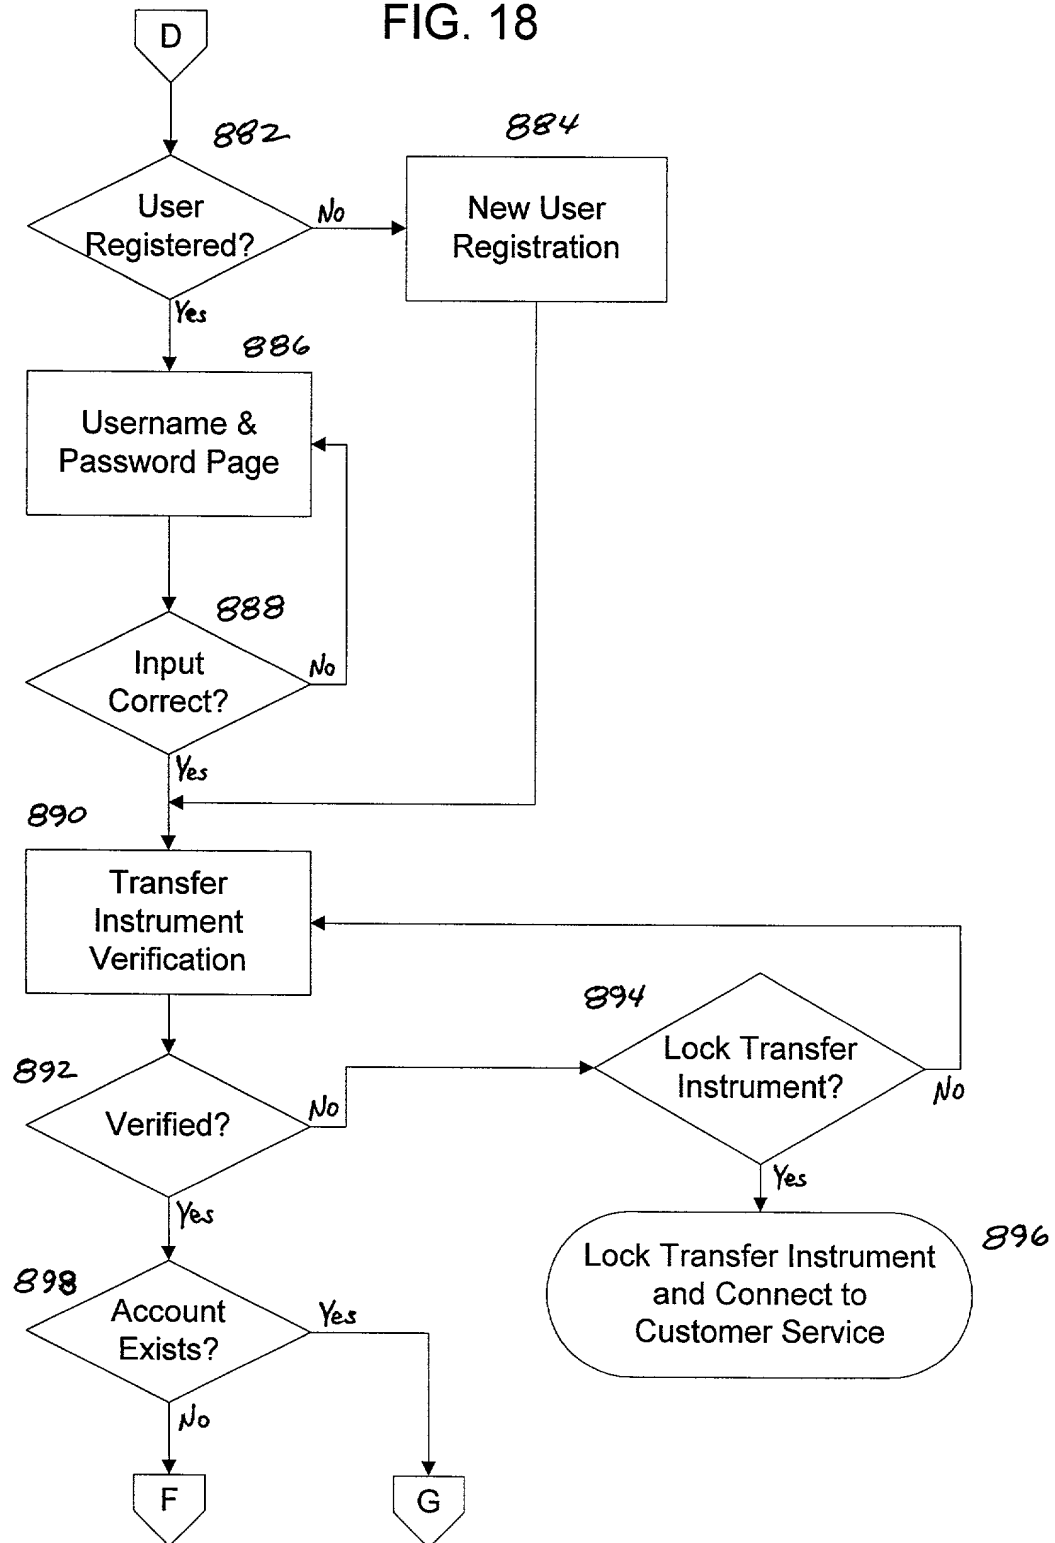 FIG. 18
D
882
884
User
Registered?
No
New User
Registration
Yes
886
Username &
Password Page
888
Input
Correct?
No
Yes
890
Transfer
Instrument
Verification
894
Lock Transfer
Instrument?
No
892
Verified?
No
Yes
Yes
896
Lock Transfer Instrument
and Connect to
Customer Service
898
Account
Exists?
Yes
No
F
G